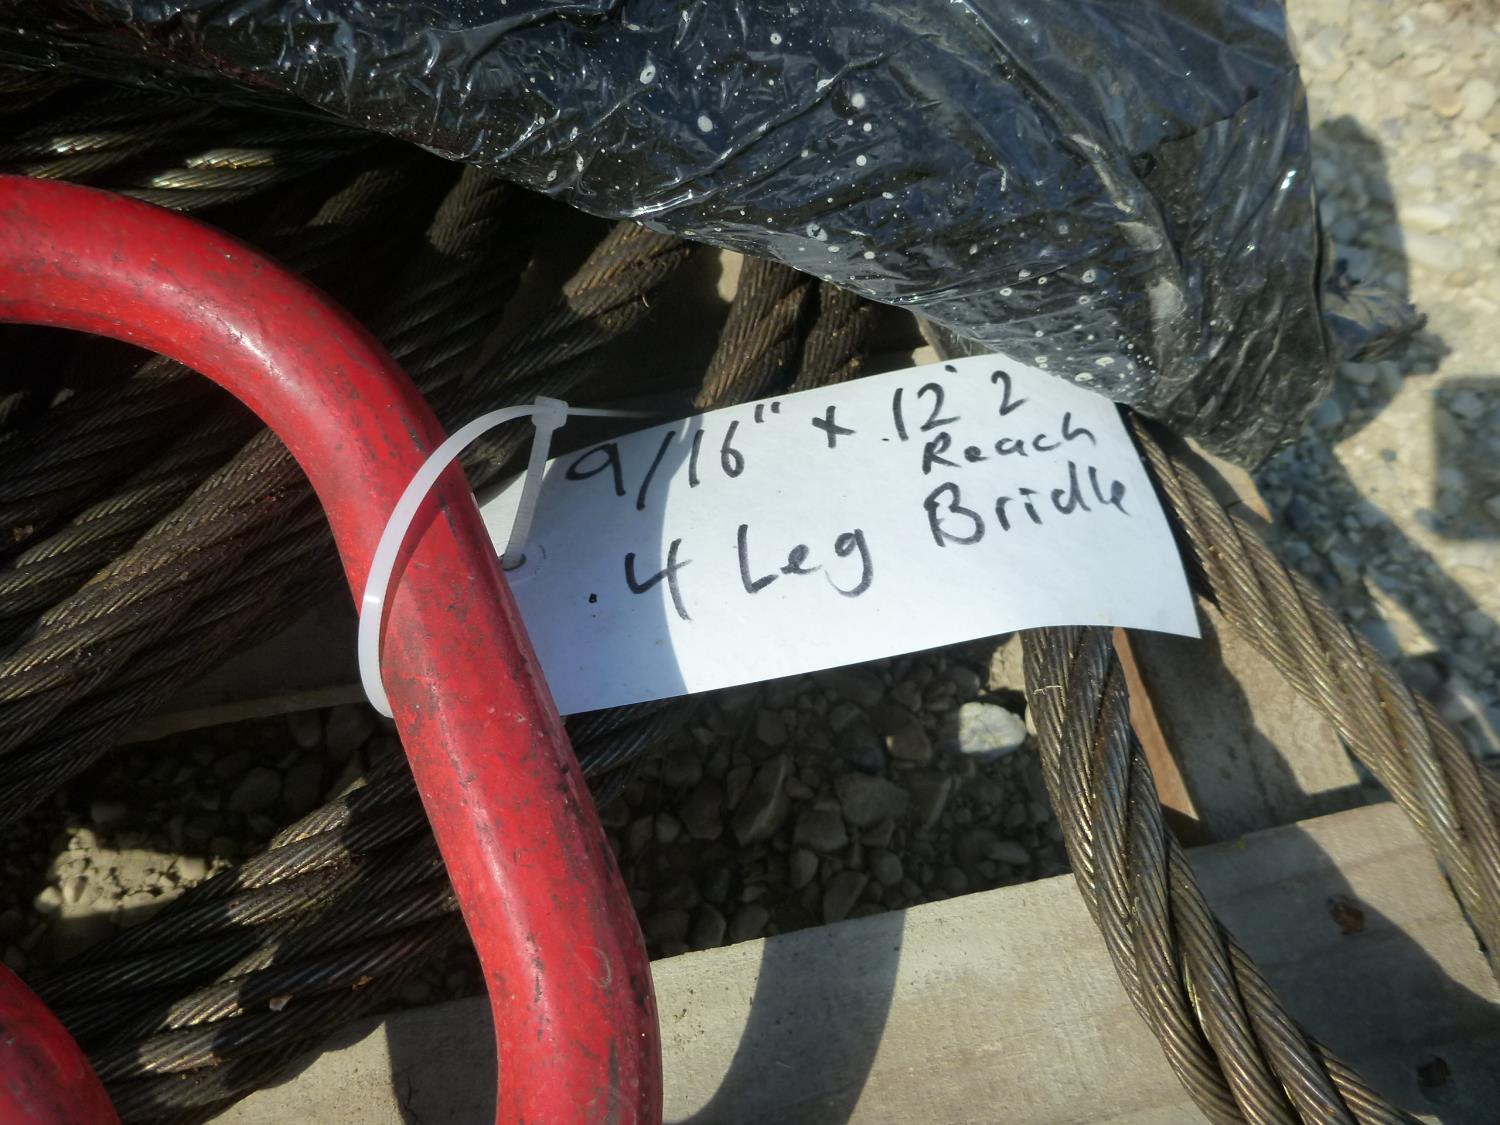 9/16" x 12' 2
Reach
4 Leg Bridle